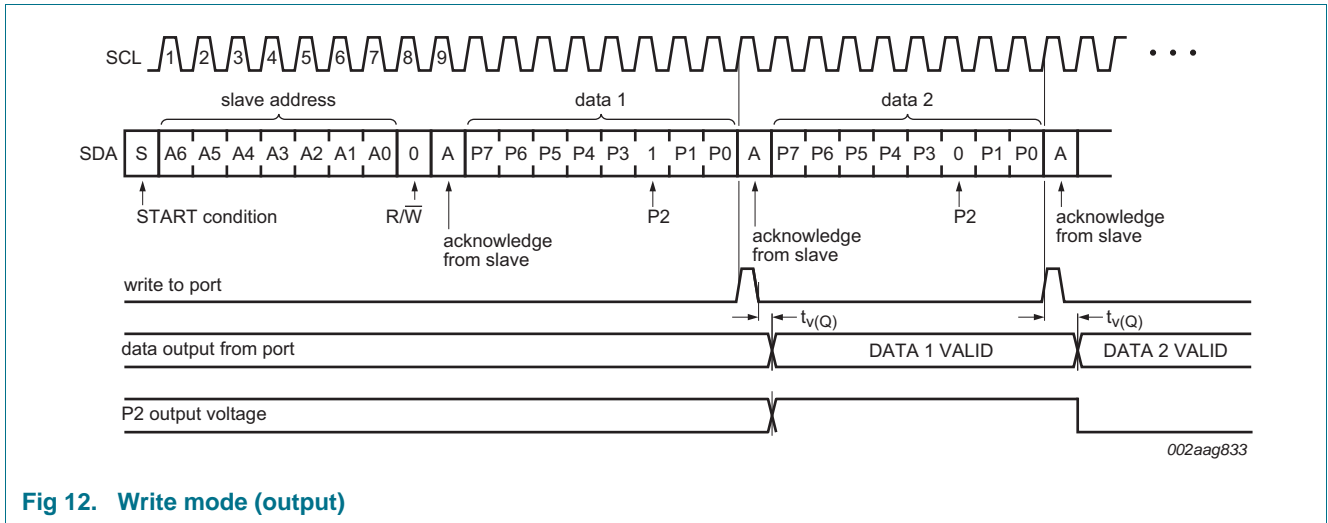 SCL 1 2 3 4 5 6 7 8 9
slave address data 1 data 2
SDA S A6 A5 A4 A3 A2 A1 A0 0 A P7 P6 P5 P4 P3 1 P1 P0 A P7 P6 P5 P4 P3 0 P1 P0 A
START condition R/W P2 P2
acknowledge from slave
acknowledge from slave
acknowledge from slave
write to port
tv(Q) tv(Q)
data output from port DATA 1 VALID DATA 2 VALID
P2 output voltage
002aag833
Fig 12. Write mode (output)